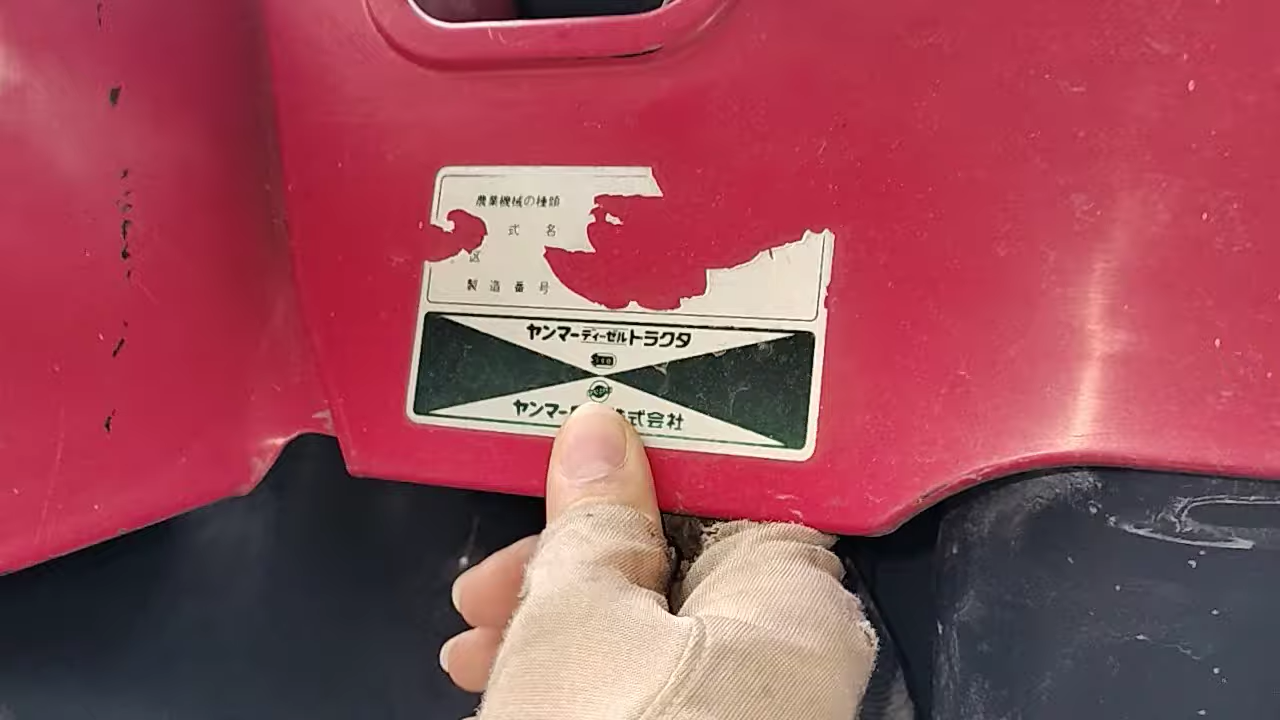 農業機械の種類
式 名
区
製造番号
ヤンマーディーゼルトラクタ
ヤンマー
式会社